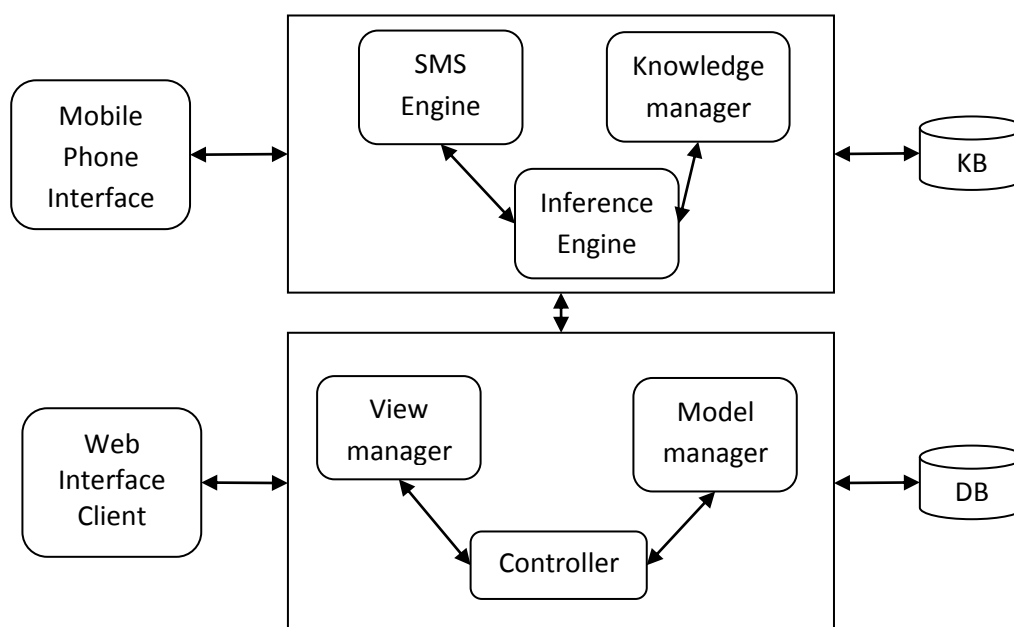 SMS
Engine
Knowledge
manager
Mobile
Phone
Interface
KB
Inference
Engine
View
manager
Model
manager
Web
Interface
Client
DB
Controller